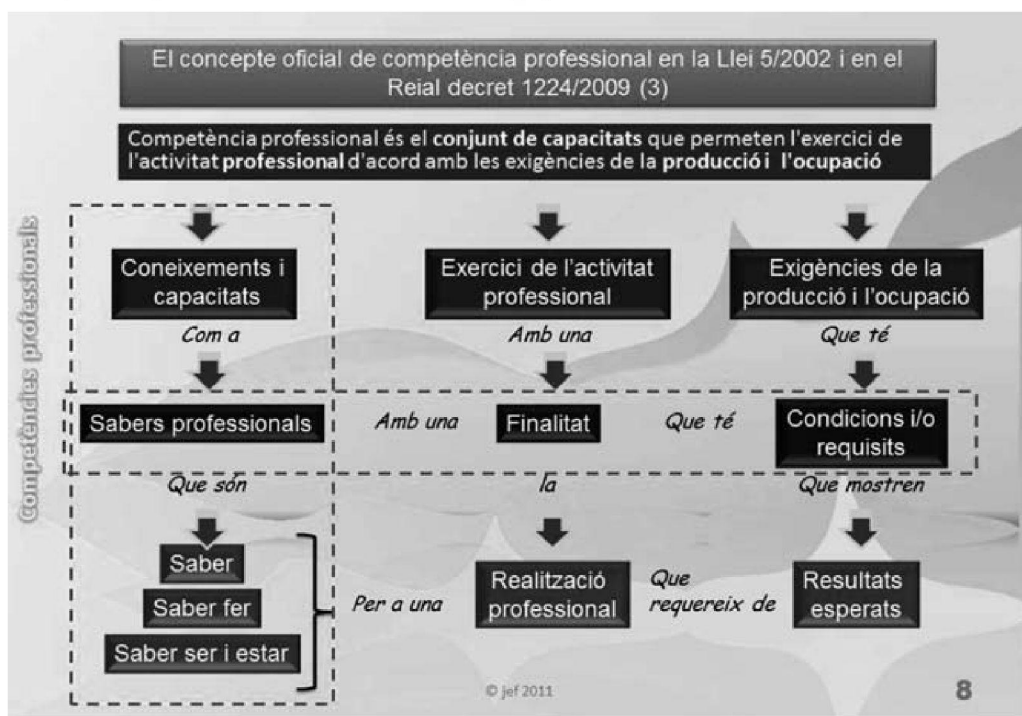 El concepte oficial de competència professional en la Llei 5/2002 i en el
Reial decret 1224/2009 (3)
Competència professional és el conjunt de capacitats que permeten l'exercici de
l'activitat professional d'acord amb les exigències de la producció i l'ocupació
Competències professionals
Coneixements i
capacitats
Exercici de l'activitat
professional
Exigències de la
producció i l'ocupació
Com a
Amb una
Que té
Sabers professionals
Amb una
Finalitat
Que té
Condicions i/o
requisits
Que són
la
Que mostren
Saber
Saber fer
Saber ser i estar
Per a una
Realització
professional
Que
requereix de
Resultats
esperats
© jef 2011
8